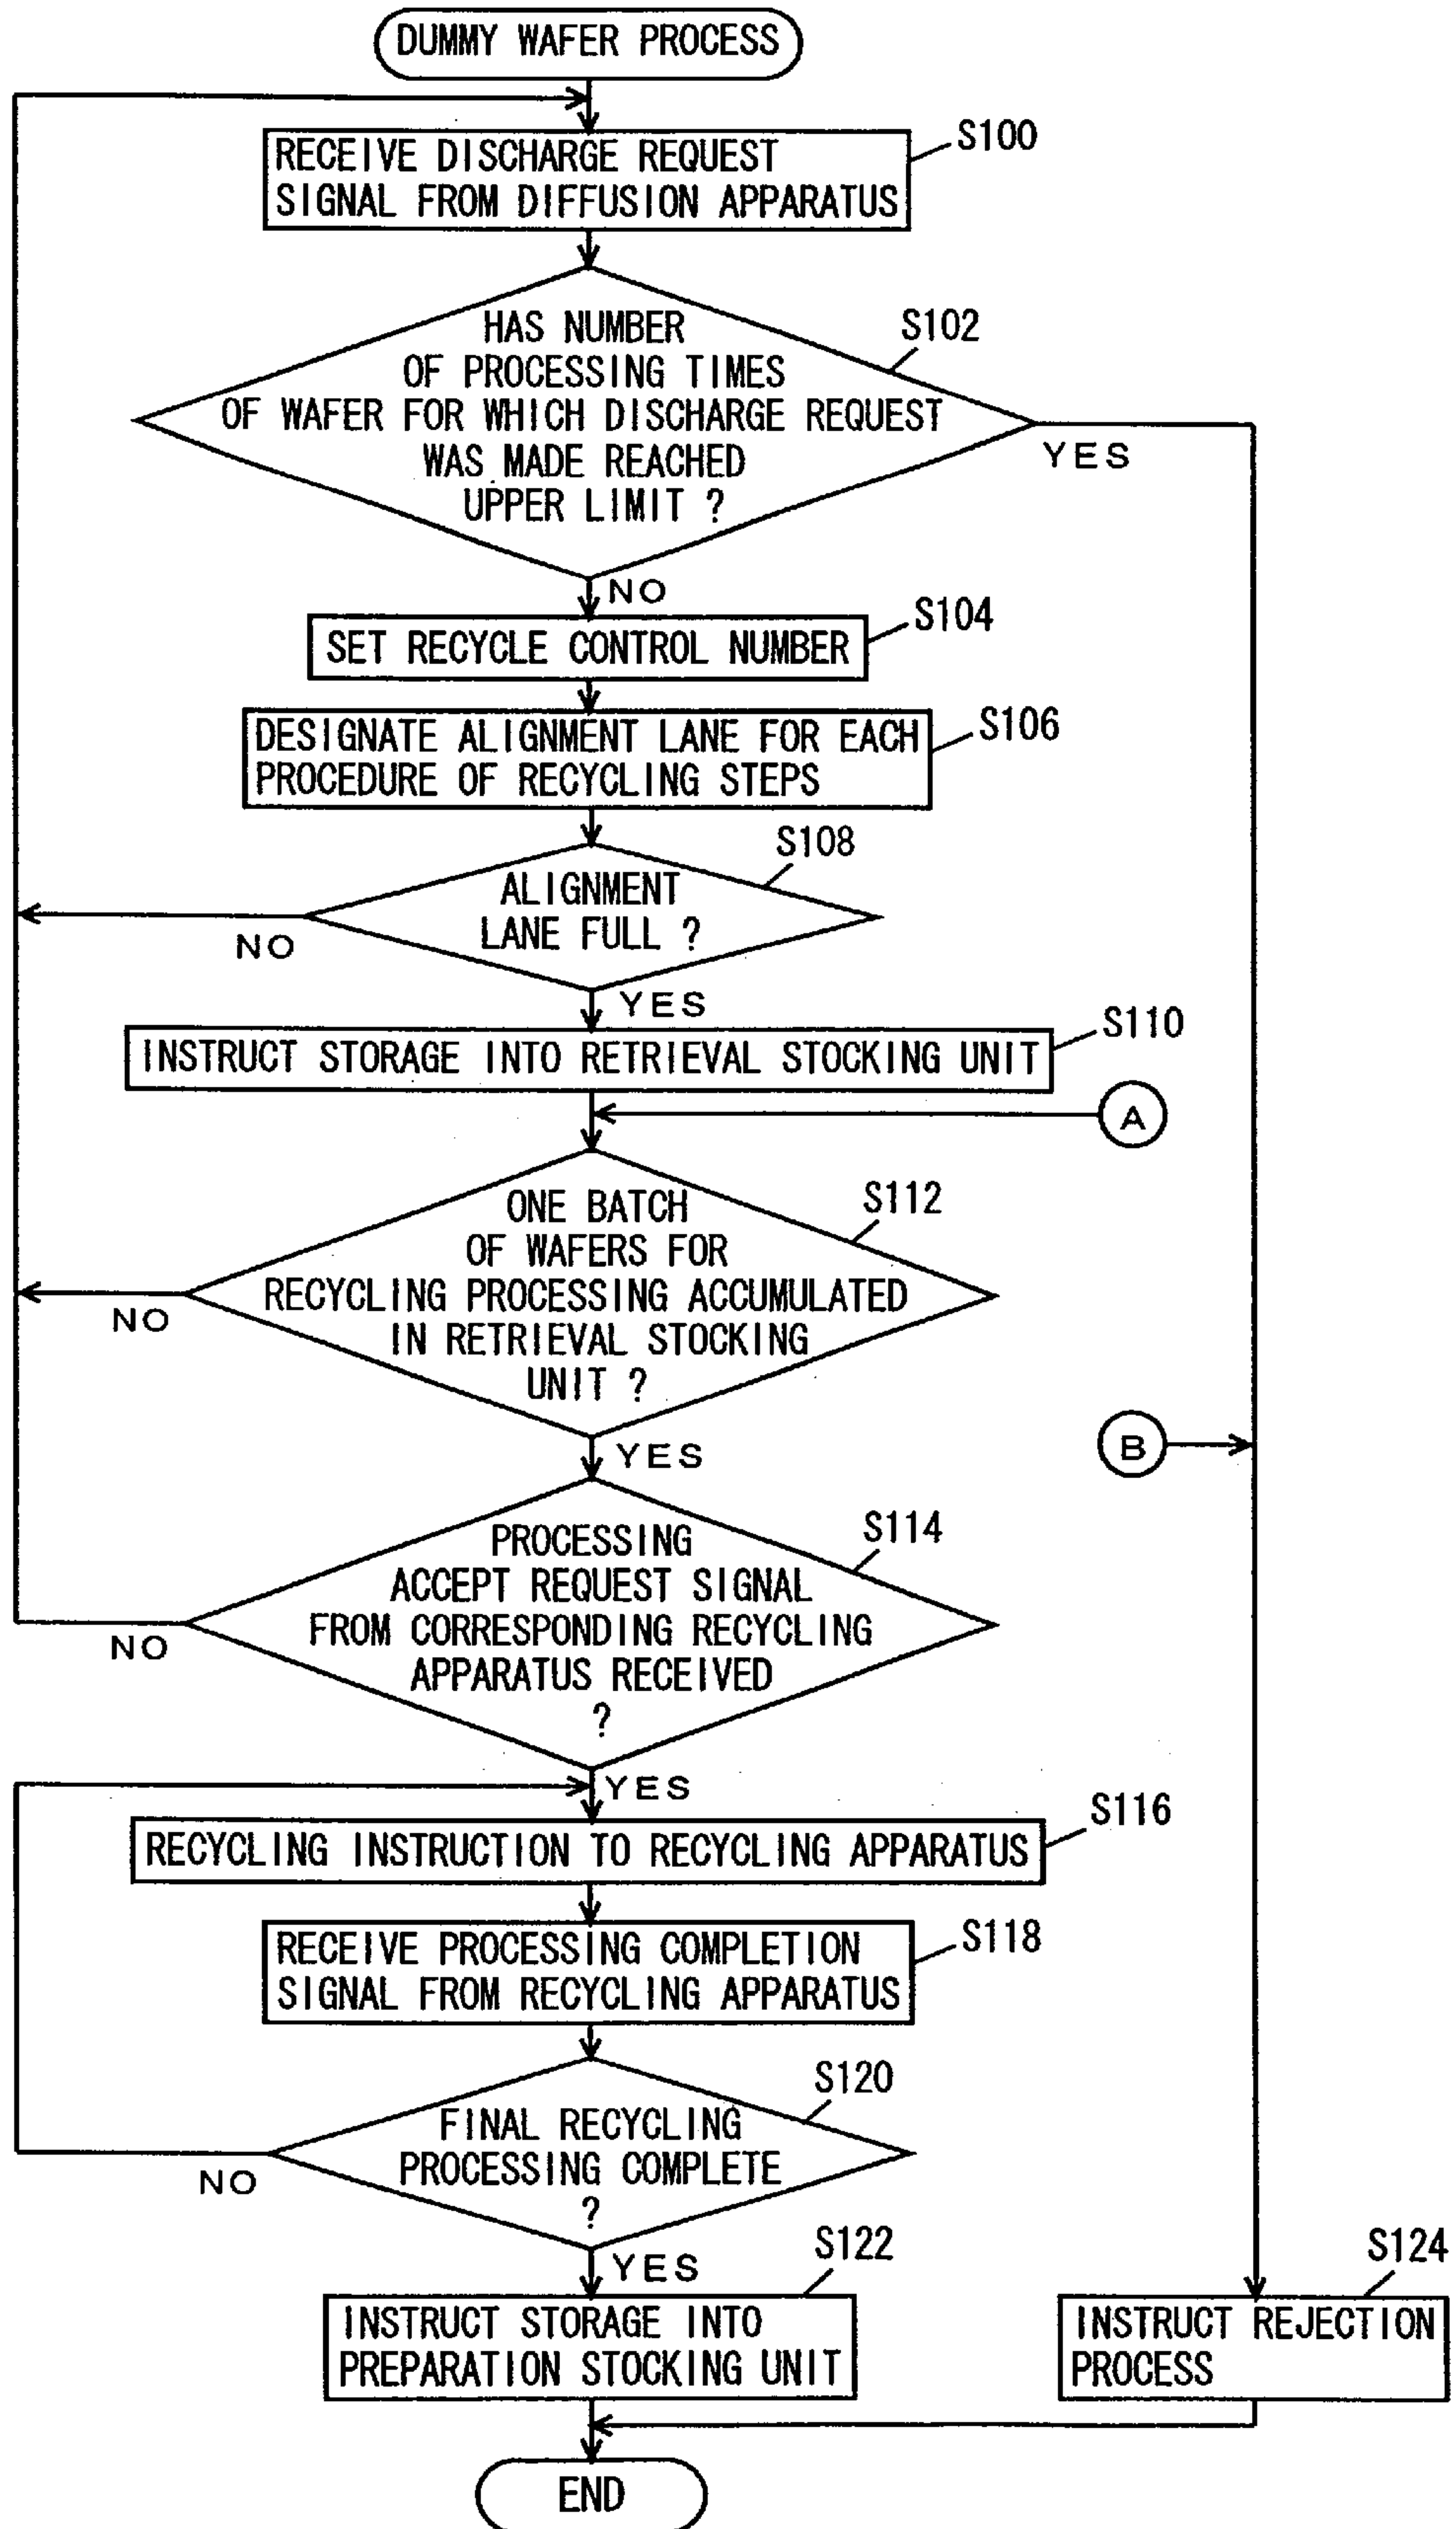 DUMMY WAFER PROCESS
S100
RECEIVE DISCHARGE REQUEST
SIGNAL FROM DIFFUSION APPARATUS
S102
HAS NUMBER
OF PROCESSING TIMES
OF WAFER FOR WHICH DISCHARGE REQUEST
WAS MADE REACHED
UPPER LIMIT ?
YES
NO
S104
SET RECYCLE CONTROL NUMBER
S106
DESIGNATE ALIGNMENT LANE FOR EACH
PROCEDURE OF RECYCLING STEPS
S108
ALIGNMENT
LANE FULL ?
NO
YES
S110
INSTRUCT STORAGE INTO RETRIEVAL STOCKING UNIT
A
S112
ONE BATCH
OF WAFERS FOR
RECYCLING PROCESSING ACCUMULATED
IN RETRIEVAL STOCKING
UNIT ?
NO
YES
B
S114
PROCESSING
ACCEPT REQUEST SIGNAL
FROM CORRESPONDING RECYCLING
APPARATUS RECEIVED
?
NO
YES
S116
RECYCLING INSTRUCTION TO RECYCLING APPARATUS
S118
RECEIVE PROCESSING COMPLETION
SIGNAL FROM RECYCLING APPARATUS
S120
FINAL RECYCLING
PROCESSING COMPLETE
?
NO
YES
S122
INSTRUCT STORAGE INTO
PREPARATION STOCKING UNIT
S124
INSTRUCT REJECTION
PROCESS
END